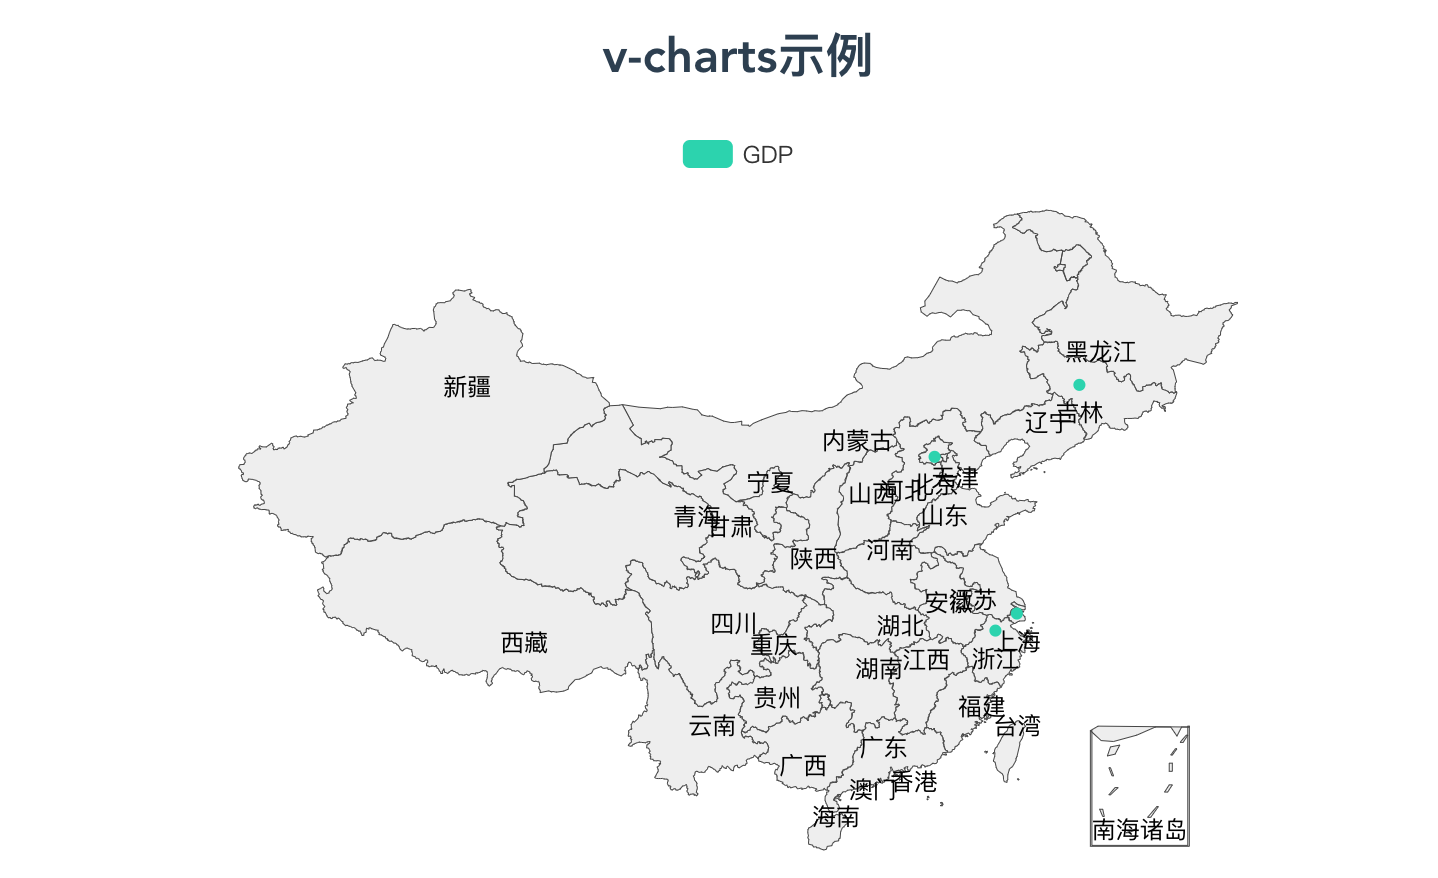 v-charts示例
GDP
黑龙江
新疆
吉林
辽宁
内蒙古
天津
宁夏
北京
河北
山西
青海
甘肃
山东
河南
陕西
江苏
安徽
四川
湖北
上海
西藏
重庆
浙江
江西
湖南
贵州
福建
云南
台湾
广东
广西
香港
澳门
海南
南海诸岛